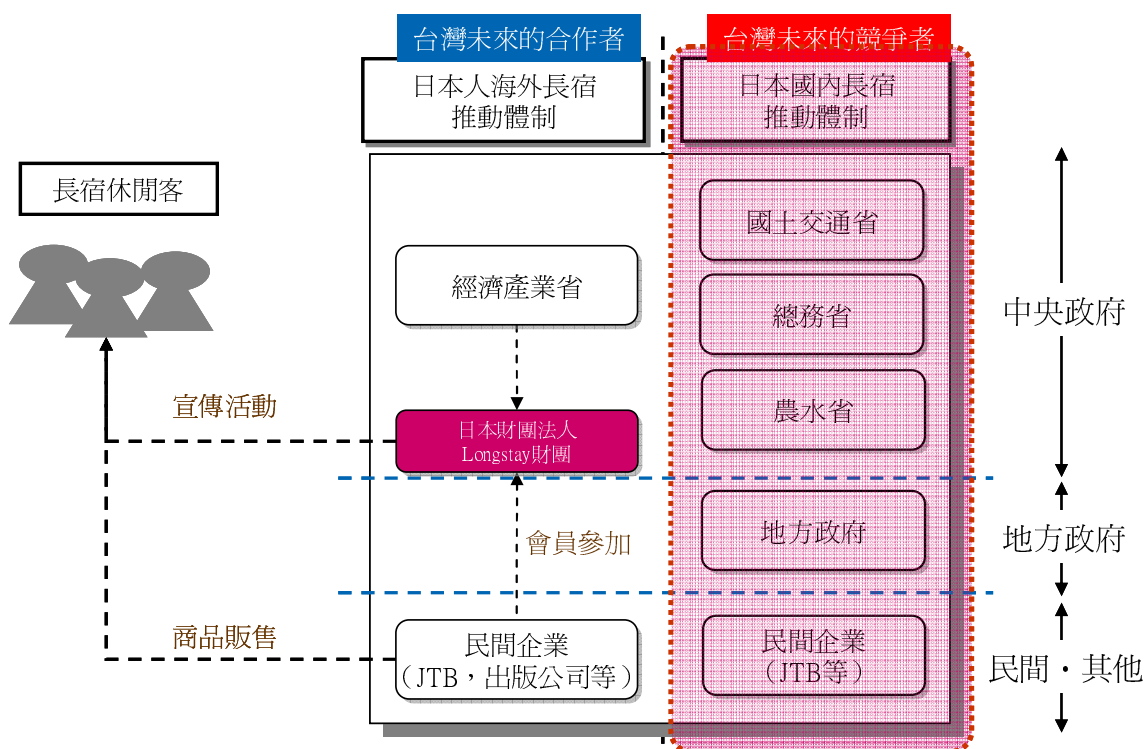 台灣未來的合作者
台灣未來的競爭者
日本人海外長宿
推動體制
日本國內長宿
推動體制
長宿休閒客
國土交通省
經濟產業省
總務省
中央政府
宣傳活動
農水省
日本財團法人
Longstay財團
會員參加
地方政府
地方政府
商品販售
民間企業
（JTB，出版公司等）
民間企業
（JTB等）
民間・其他